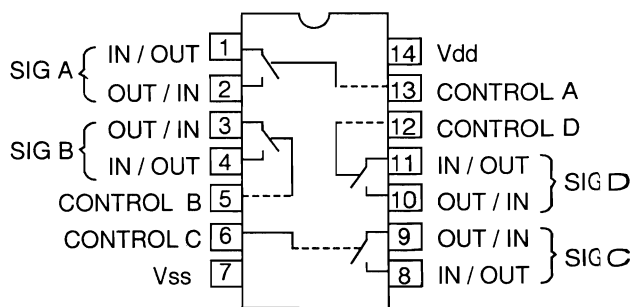 SIG A
IN / OUT 1
OUT / IN 2
SIG B
OUT / IN 3
IN / OUT 4
CONTROL B 5
CONTROL C 6
Vss 7
14 Vdd
13 CONTROL A
12 CONTROL D
11 IN / OUT
10 OUT / IN
SIG D
9 OUT / IN
8 IN / OUT
SIG C